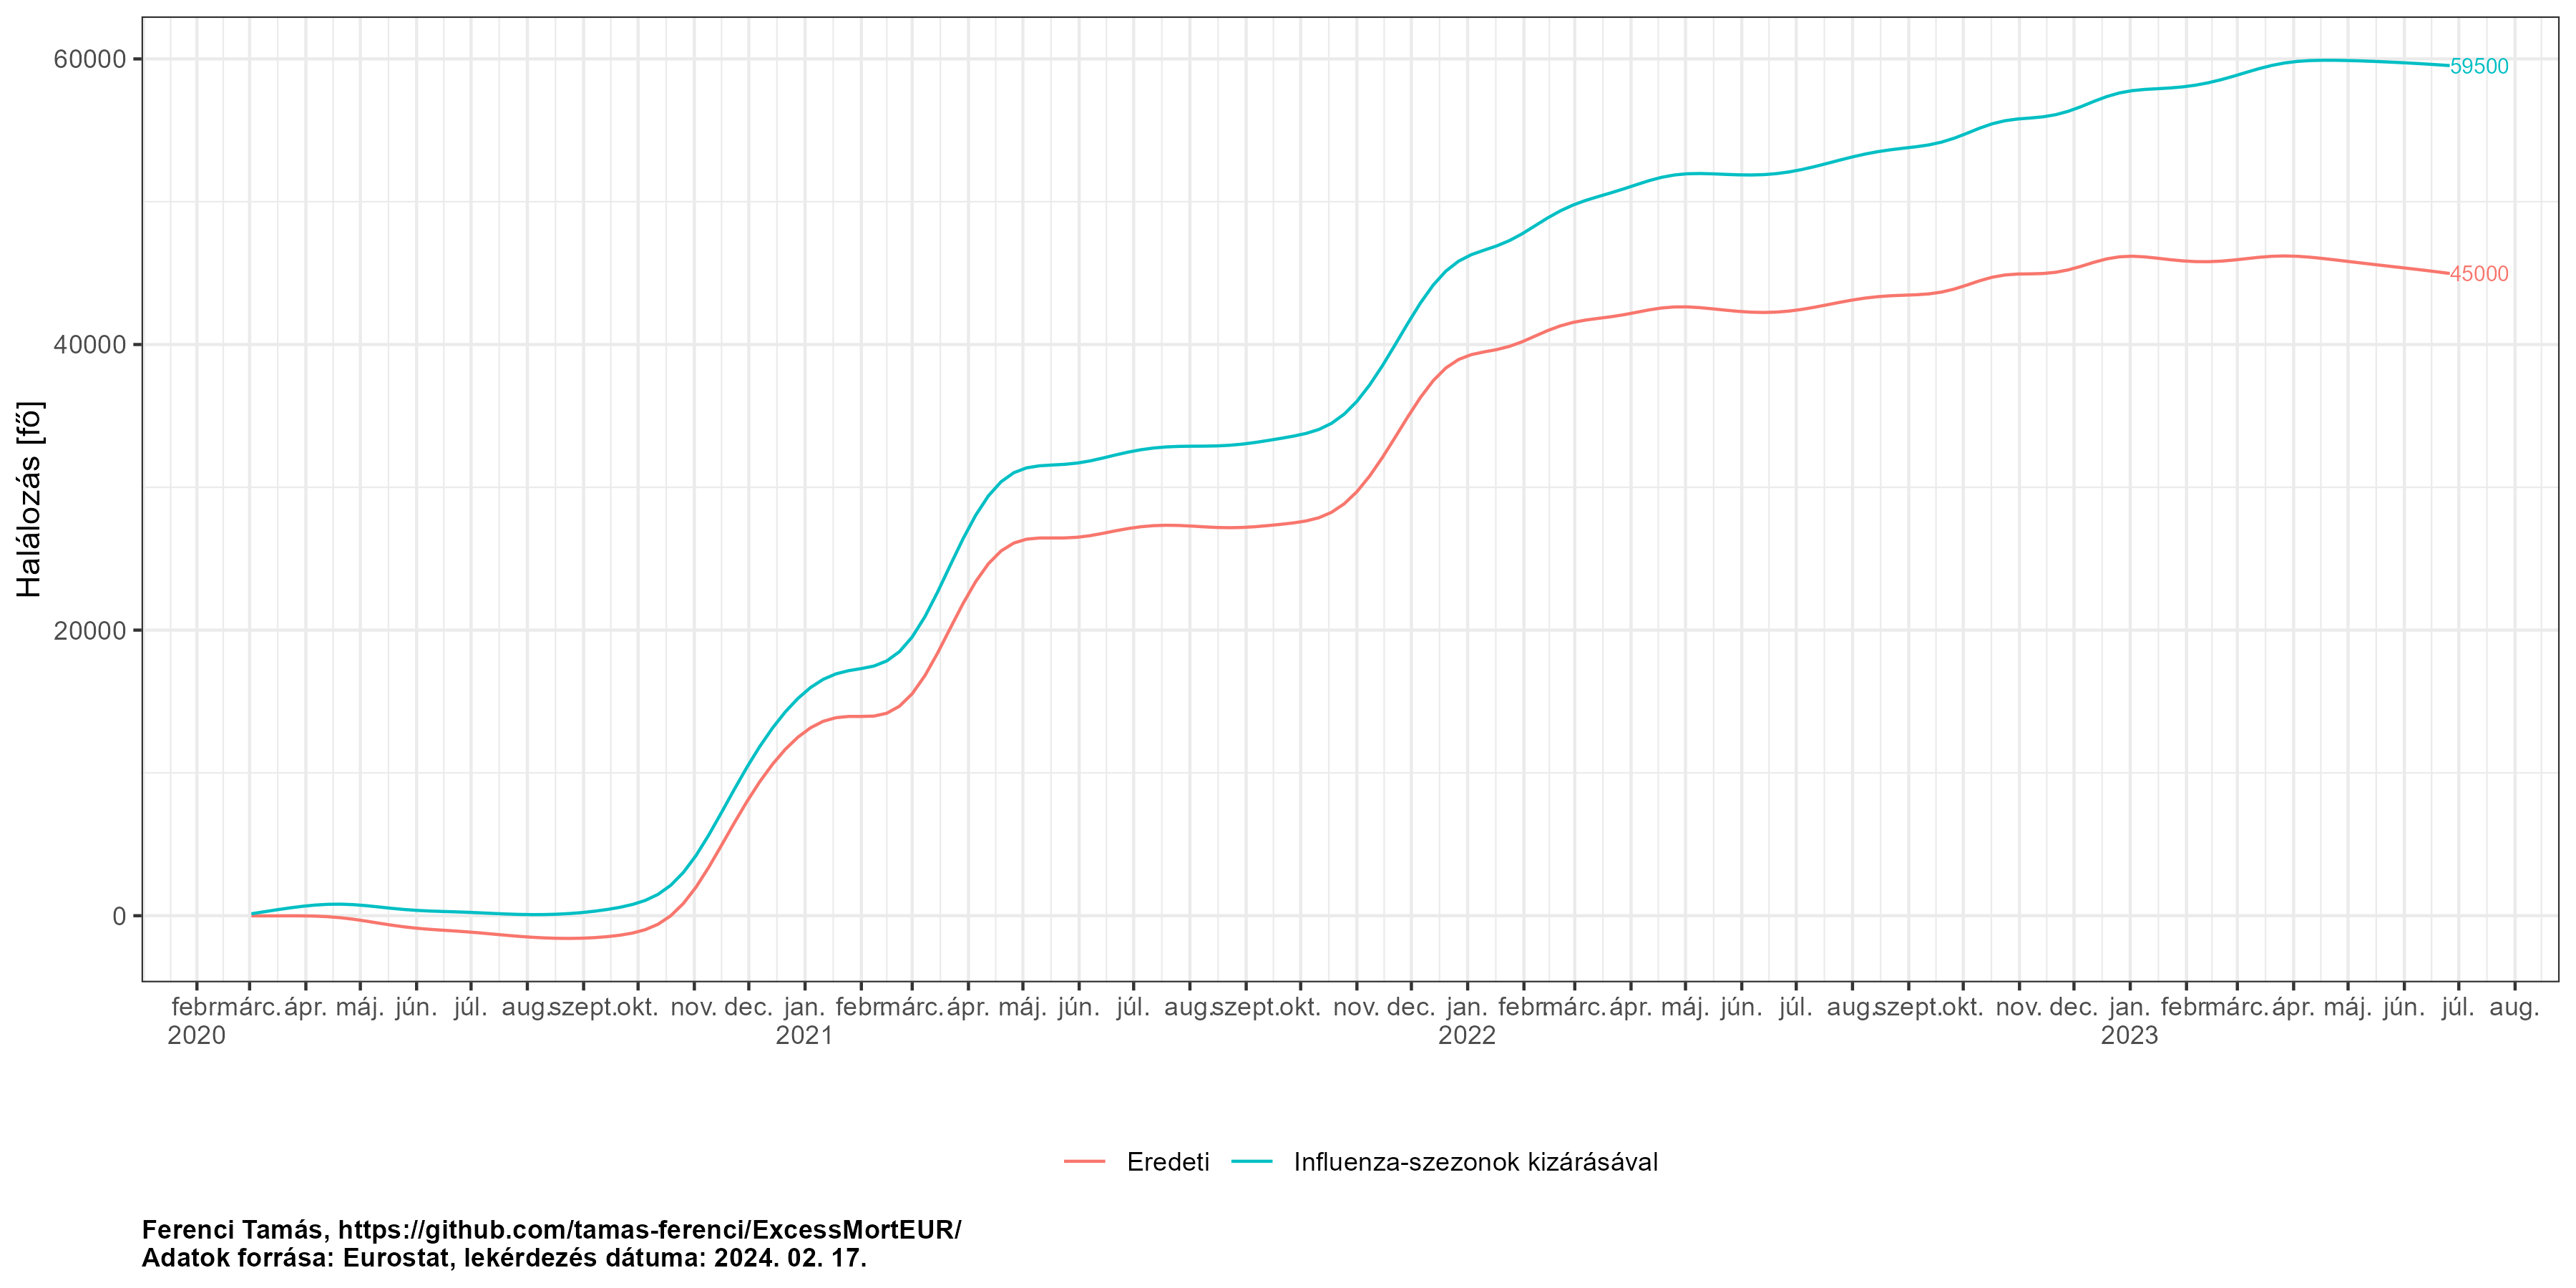 60000
40000
20000
0
Halálozás [fő]
59500
45000
febr. márc. ápr. máj. jún. júl. aug. szept. okt. nov. dec. jan. febr. márc. ápr. máj. jún. júl. aug. szept. okt. nov. dec. jan. febr. márc. ápr. máj. jún. júl. aug. szept. okt. nov. dec. jan. febr. márc. ápr. máj. jún. júl. aug.
2020 2021 2022 2023
Eredeti Influenza-szezonok kizárásával
Ferenci Tamás, https://github.com/tamas-ferenci/ExcessMortEUR/
Adatok forrása: Eurostat, lekérdezés dátuma: 2024. 02. 17.